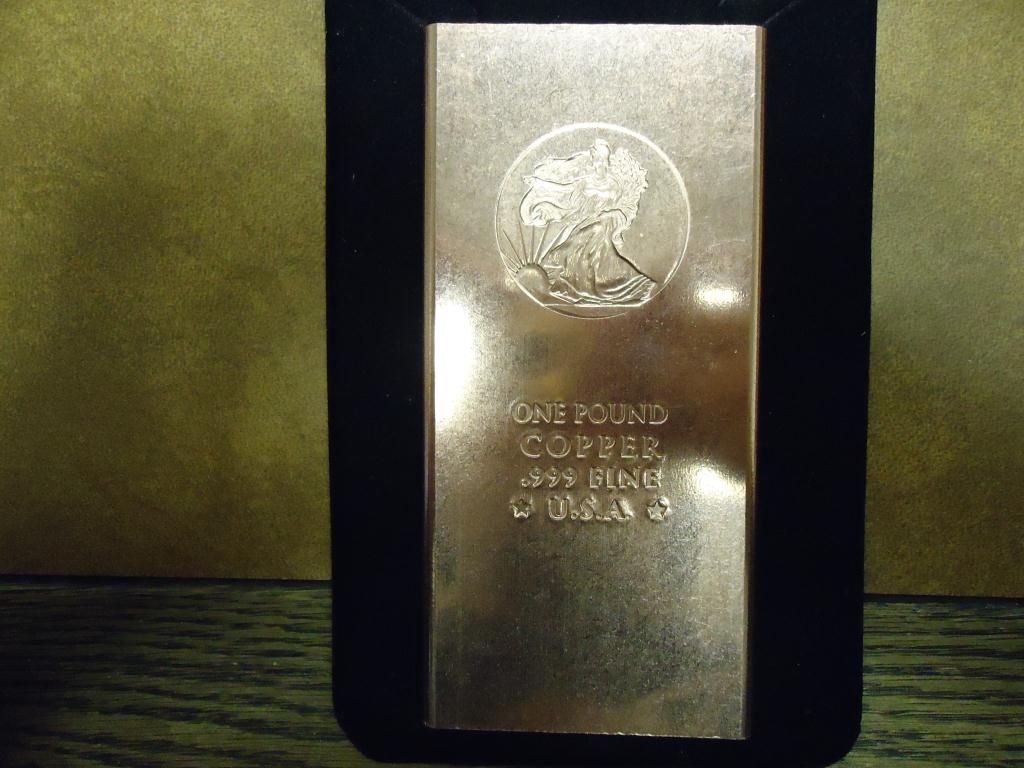 ONE POUND
COPPER
.999 FINE
☆ U.S.A. ☆